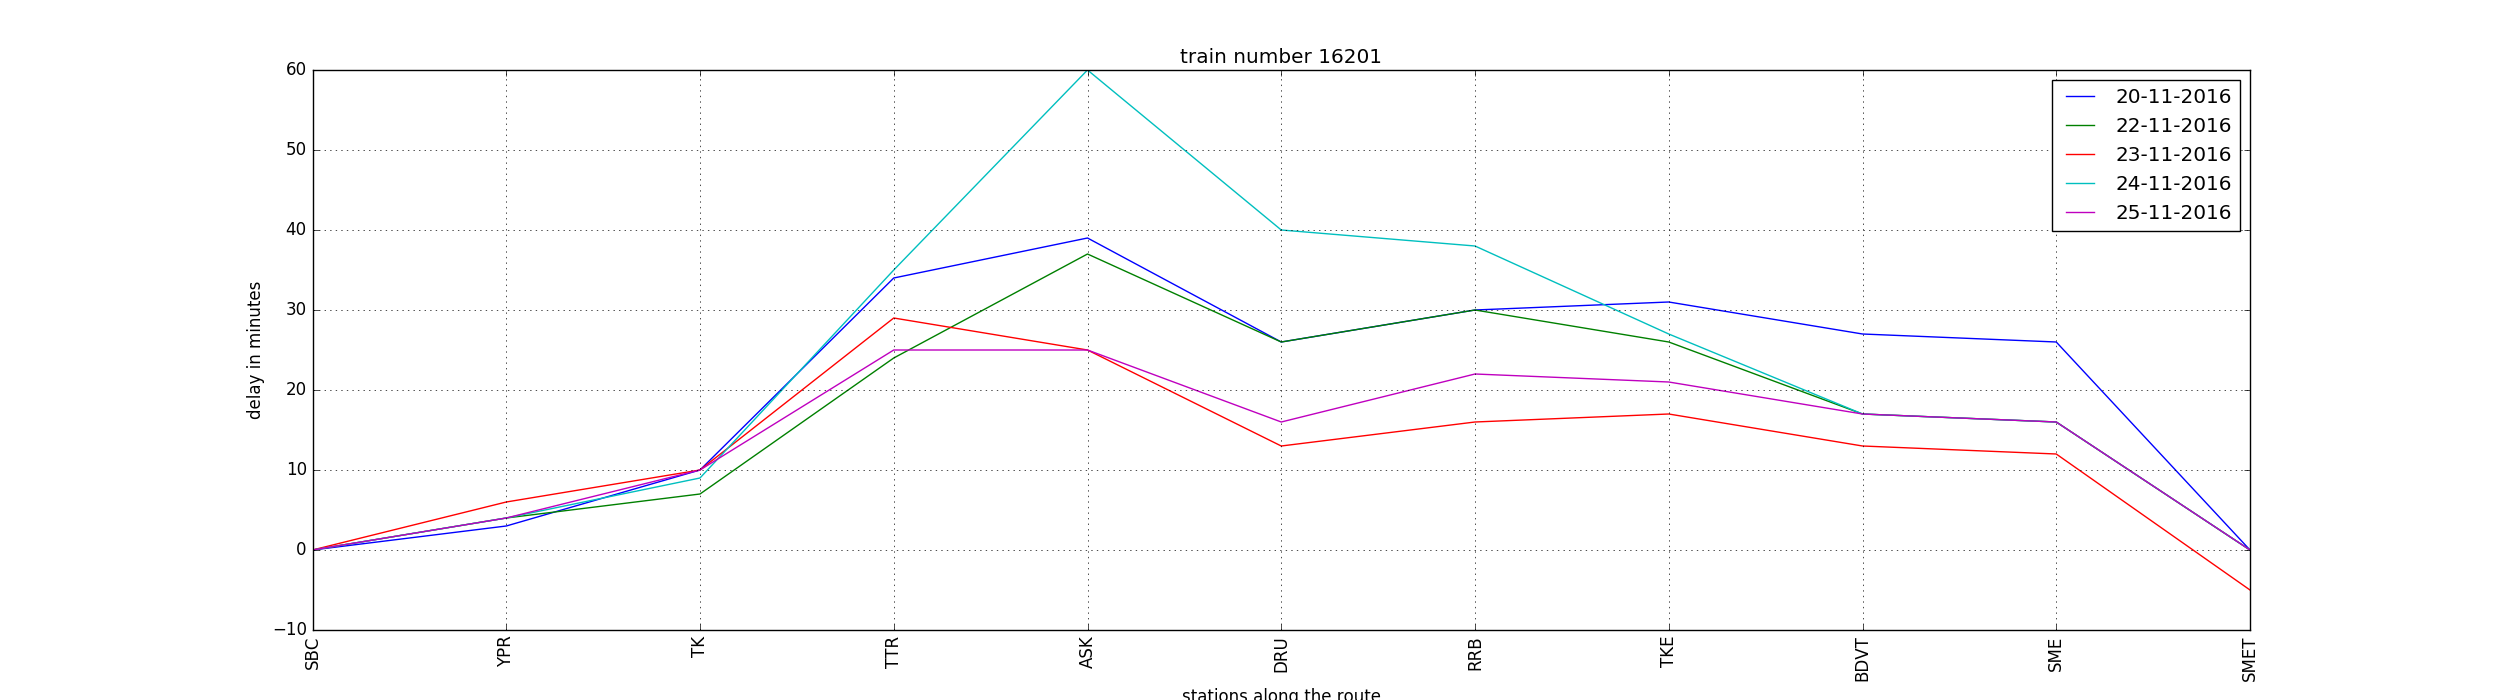 train number 16201
60
50
40
30
20
10
0
−10
delay in minutes
20-11-2016
22-11-2016
23-11-2016
24-11-2016
25-11-2016
SBC
YPR
TK
TTR
ASK
DRU
RRB
TKE
BDVT
SME
SMET
stations along the route